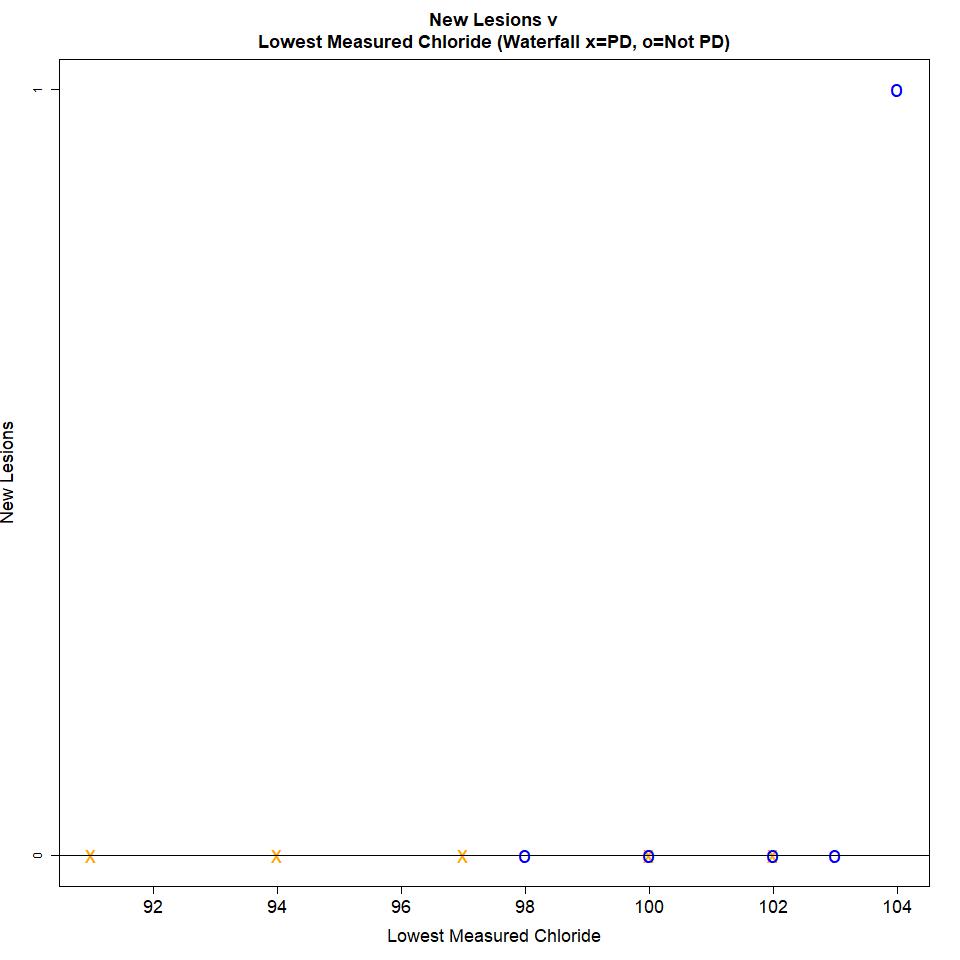 New Lesions v
Lowest Measured Chloride (Waterfall x=PD, o=Not PD)
1
New Lesions
0
x x x o o o o o
92 94 96 98 100 102 104
Lowest Measured Chloride